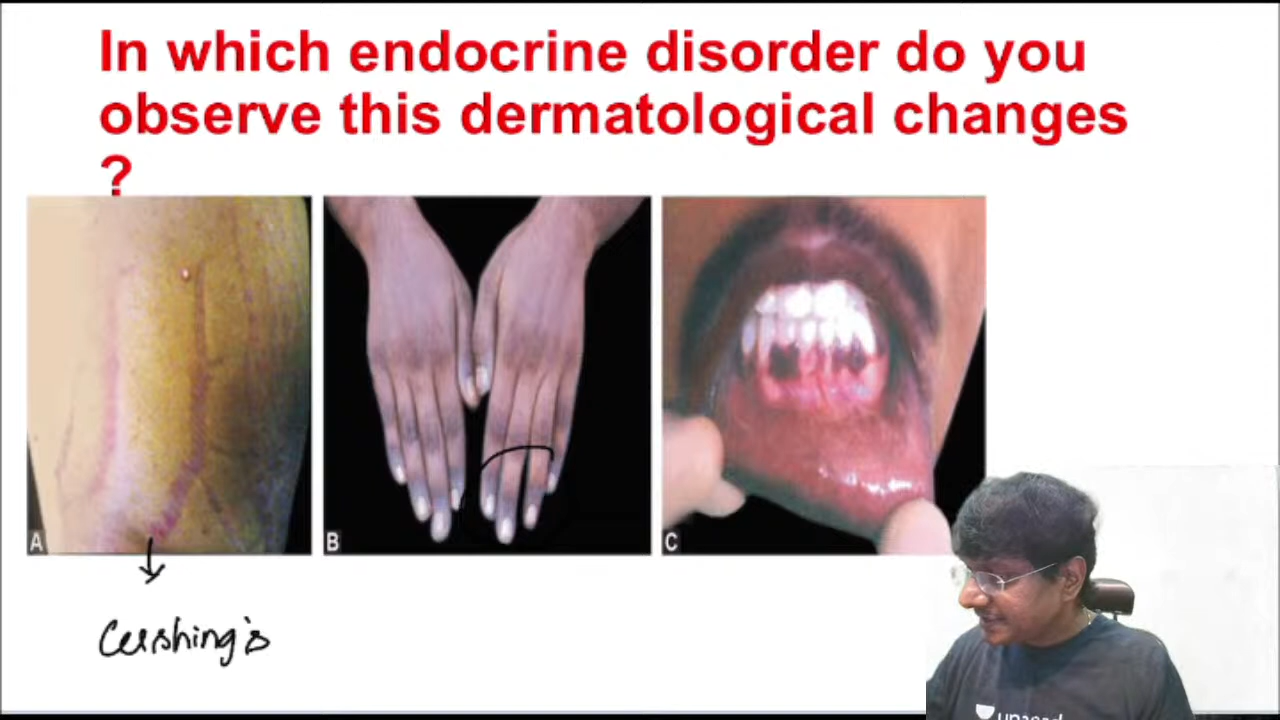 In which endocrine disorder do you
observe this dermatological changes
?
A
B
C
Cushing's